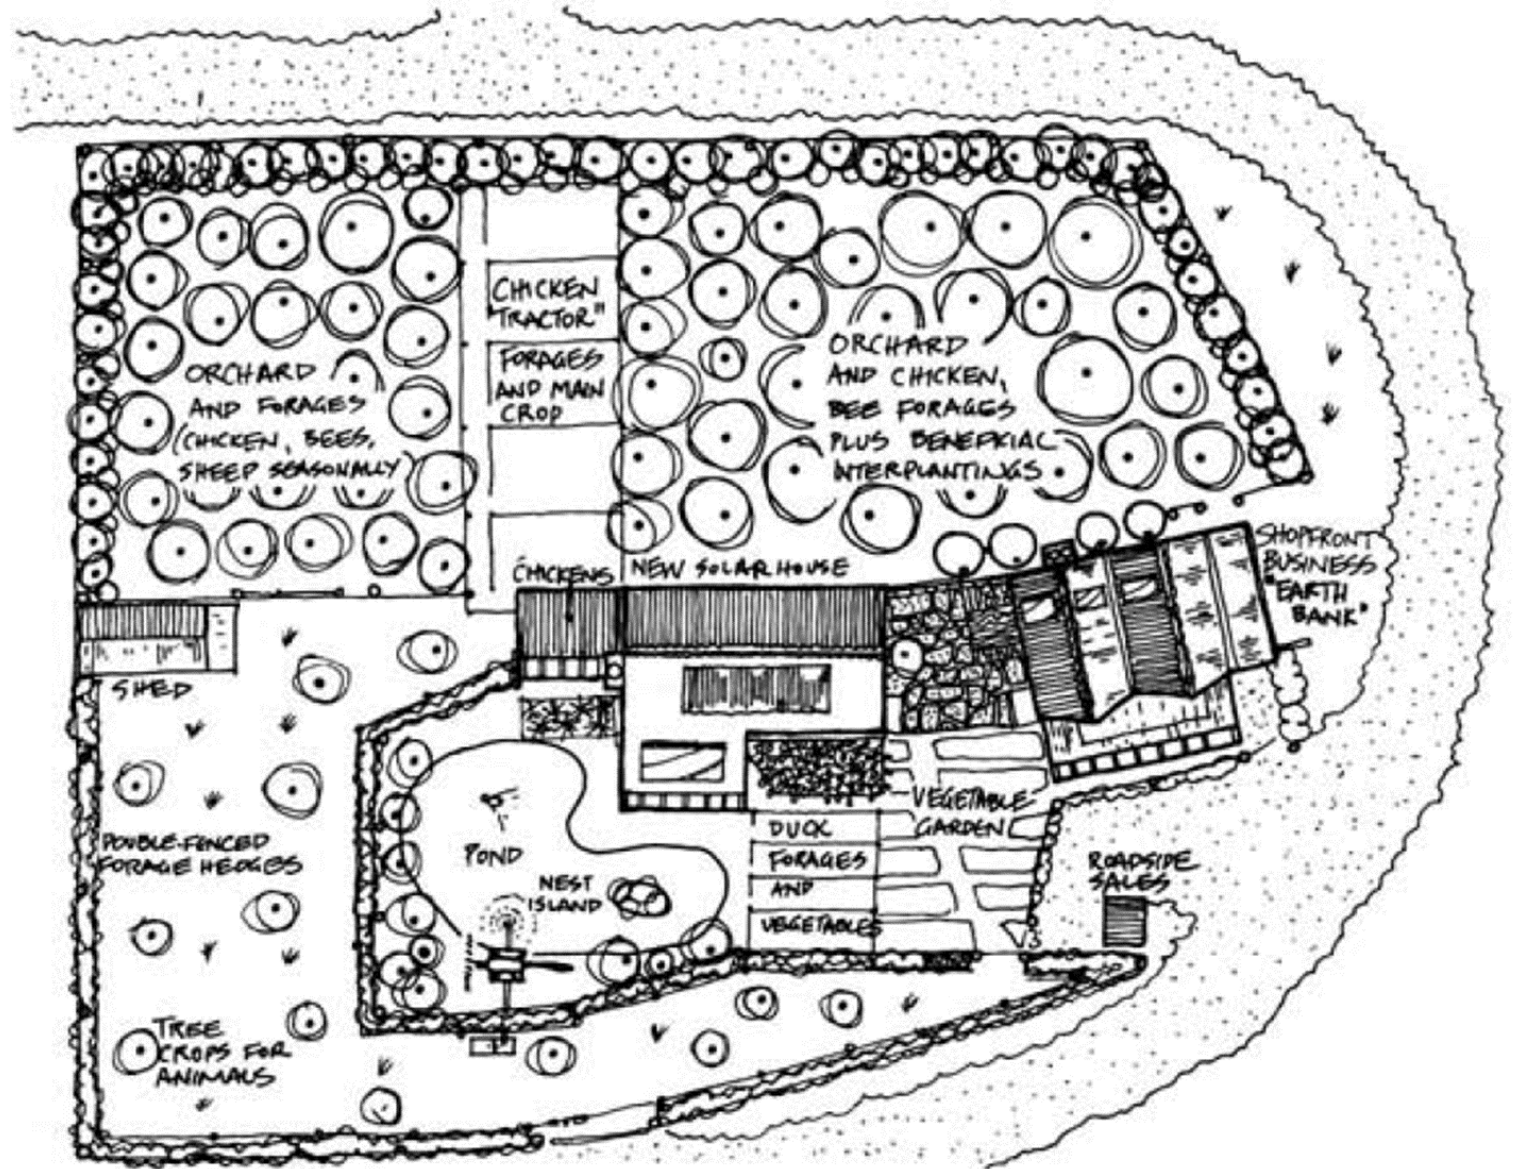 CHICKEN
"TRACTOR"
FORAGES
AND MAIN
CROP
ORCHARD
AND FORAGES
(CHICKEN, BEES,
SHEEP SEASONALLY)
ORCHARD
AND CHICKEN,
BEE FORAGES
PLUS BENEFICIAL
INTERPLANTINGS
CHICKENS
NEW SOLAR HOUSE
SHOPFRONT
BUSINESS
"EARTH
BANK"
SHED
DOUBLE-FENCED
FORAGE HEDGES
POND
NEST
ISLAND
DUCK
FORAGES
AND
VEGETABLES
VEGETABLE
GARDEN
ROADSIDE
SALES
TREE
CROPS FOR
ANIMALS